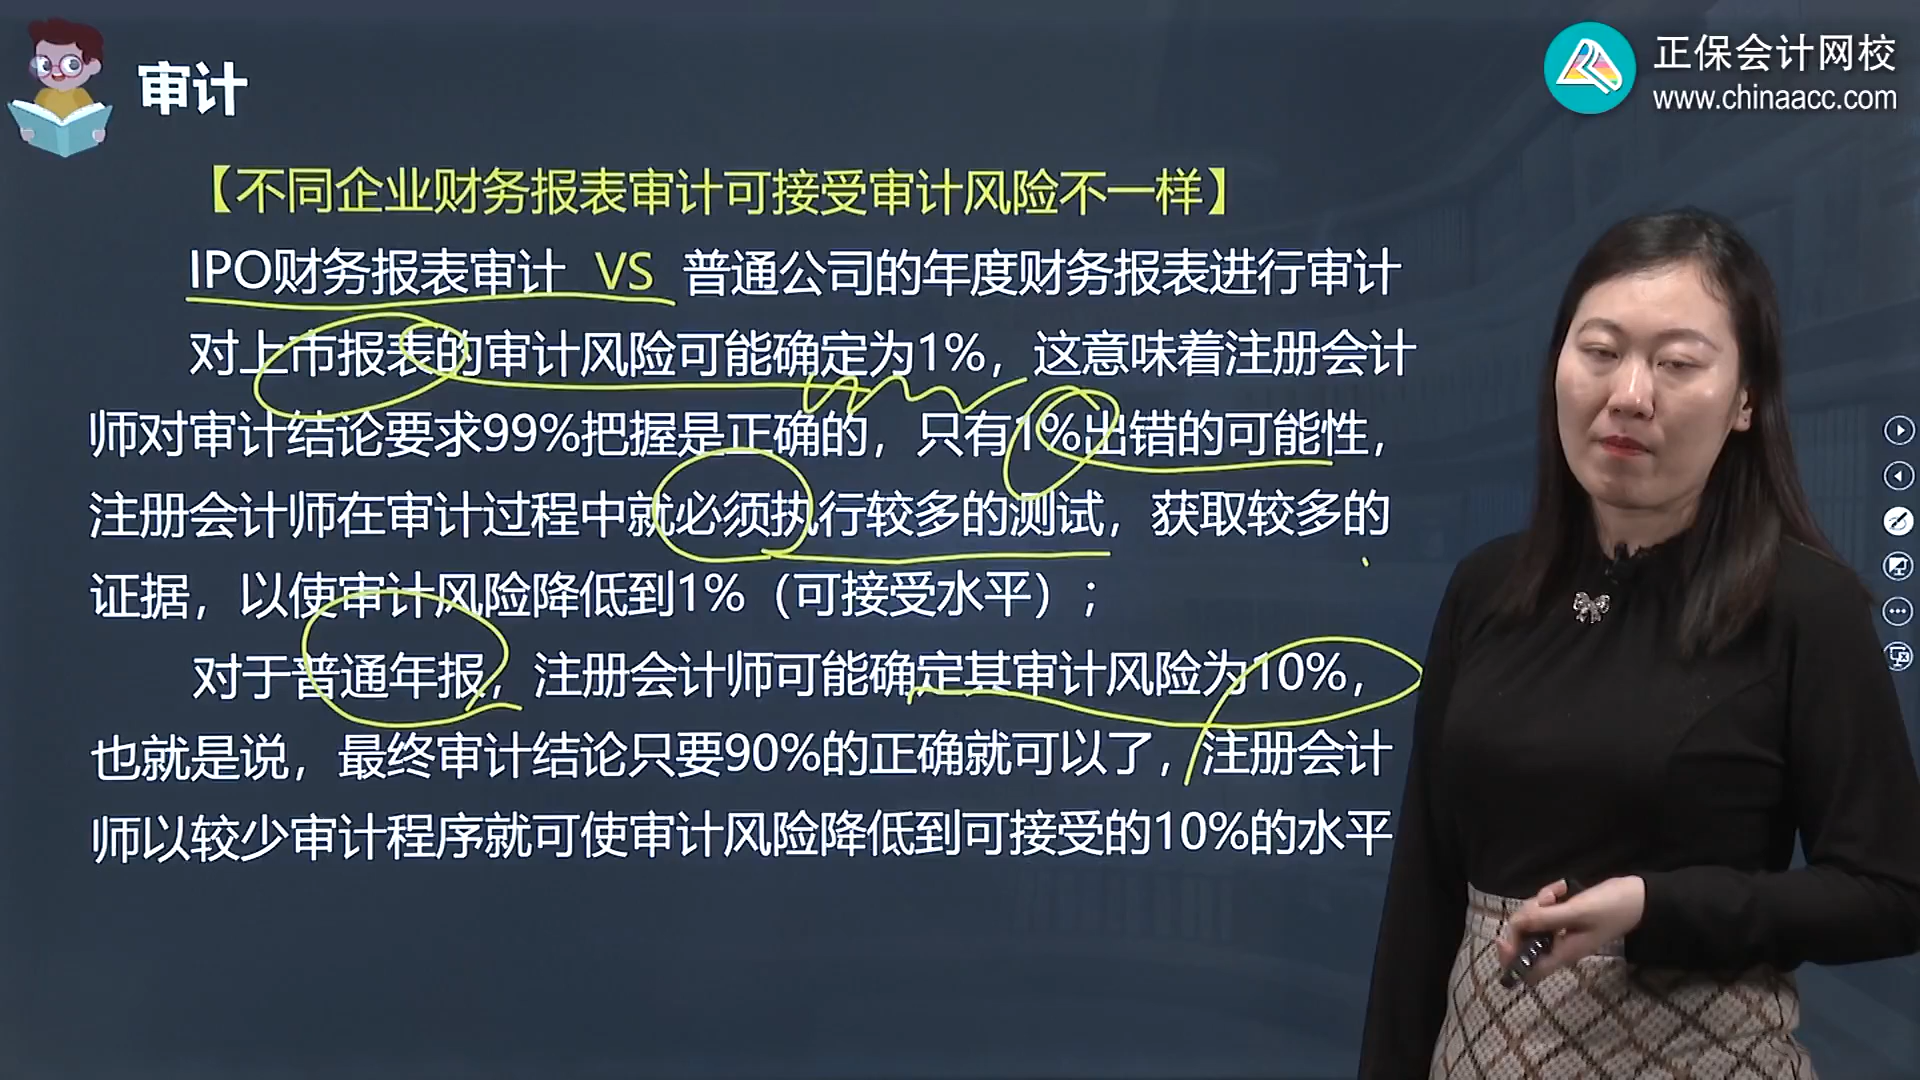 审计
正保会计网校
www.chinaacc.com
【不同企业财务报表审计可接受审计风险不一样】
IPO财务报表审计 VS 普通公司的年度财务报表进行审计
对上市报表的审计风险可能确定为1%，这意味着注册会计
师对审计结论要求99%把握是正确的，只有1%出错的可能性，
注册会计师在审计过程中就必须执行较多的测试，获取较多的
证据，以使审计风险降低到1%（可接受水平）；
对于普通年报，注册会计师可能确定其审计风险为10%，
也就是说，最终审计结论只要90%的正确就可以了，注册会计
师以较少审计程序就可使审计风险降低到可接受的10%的水平